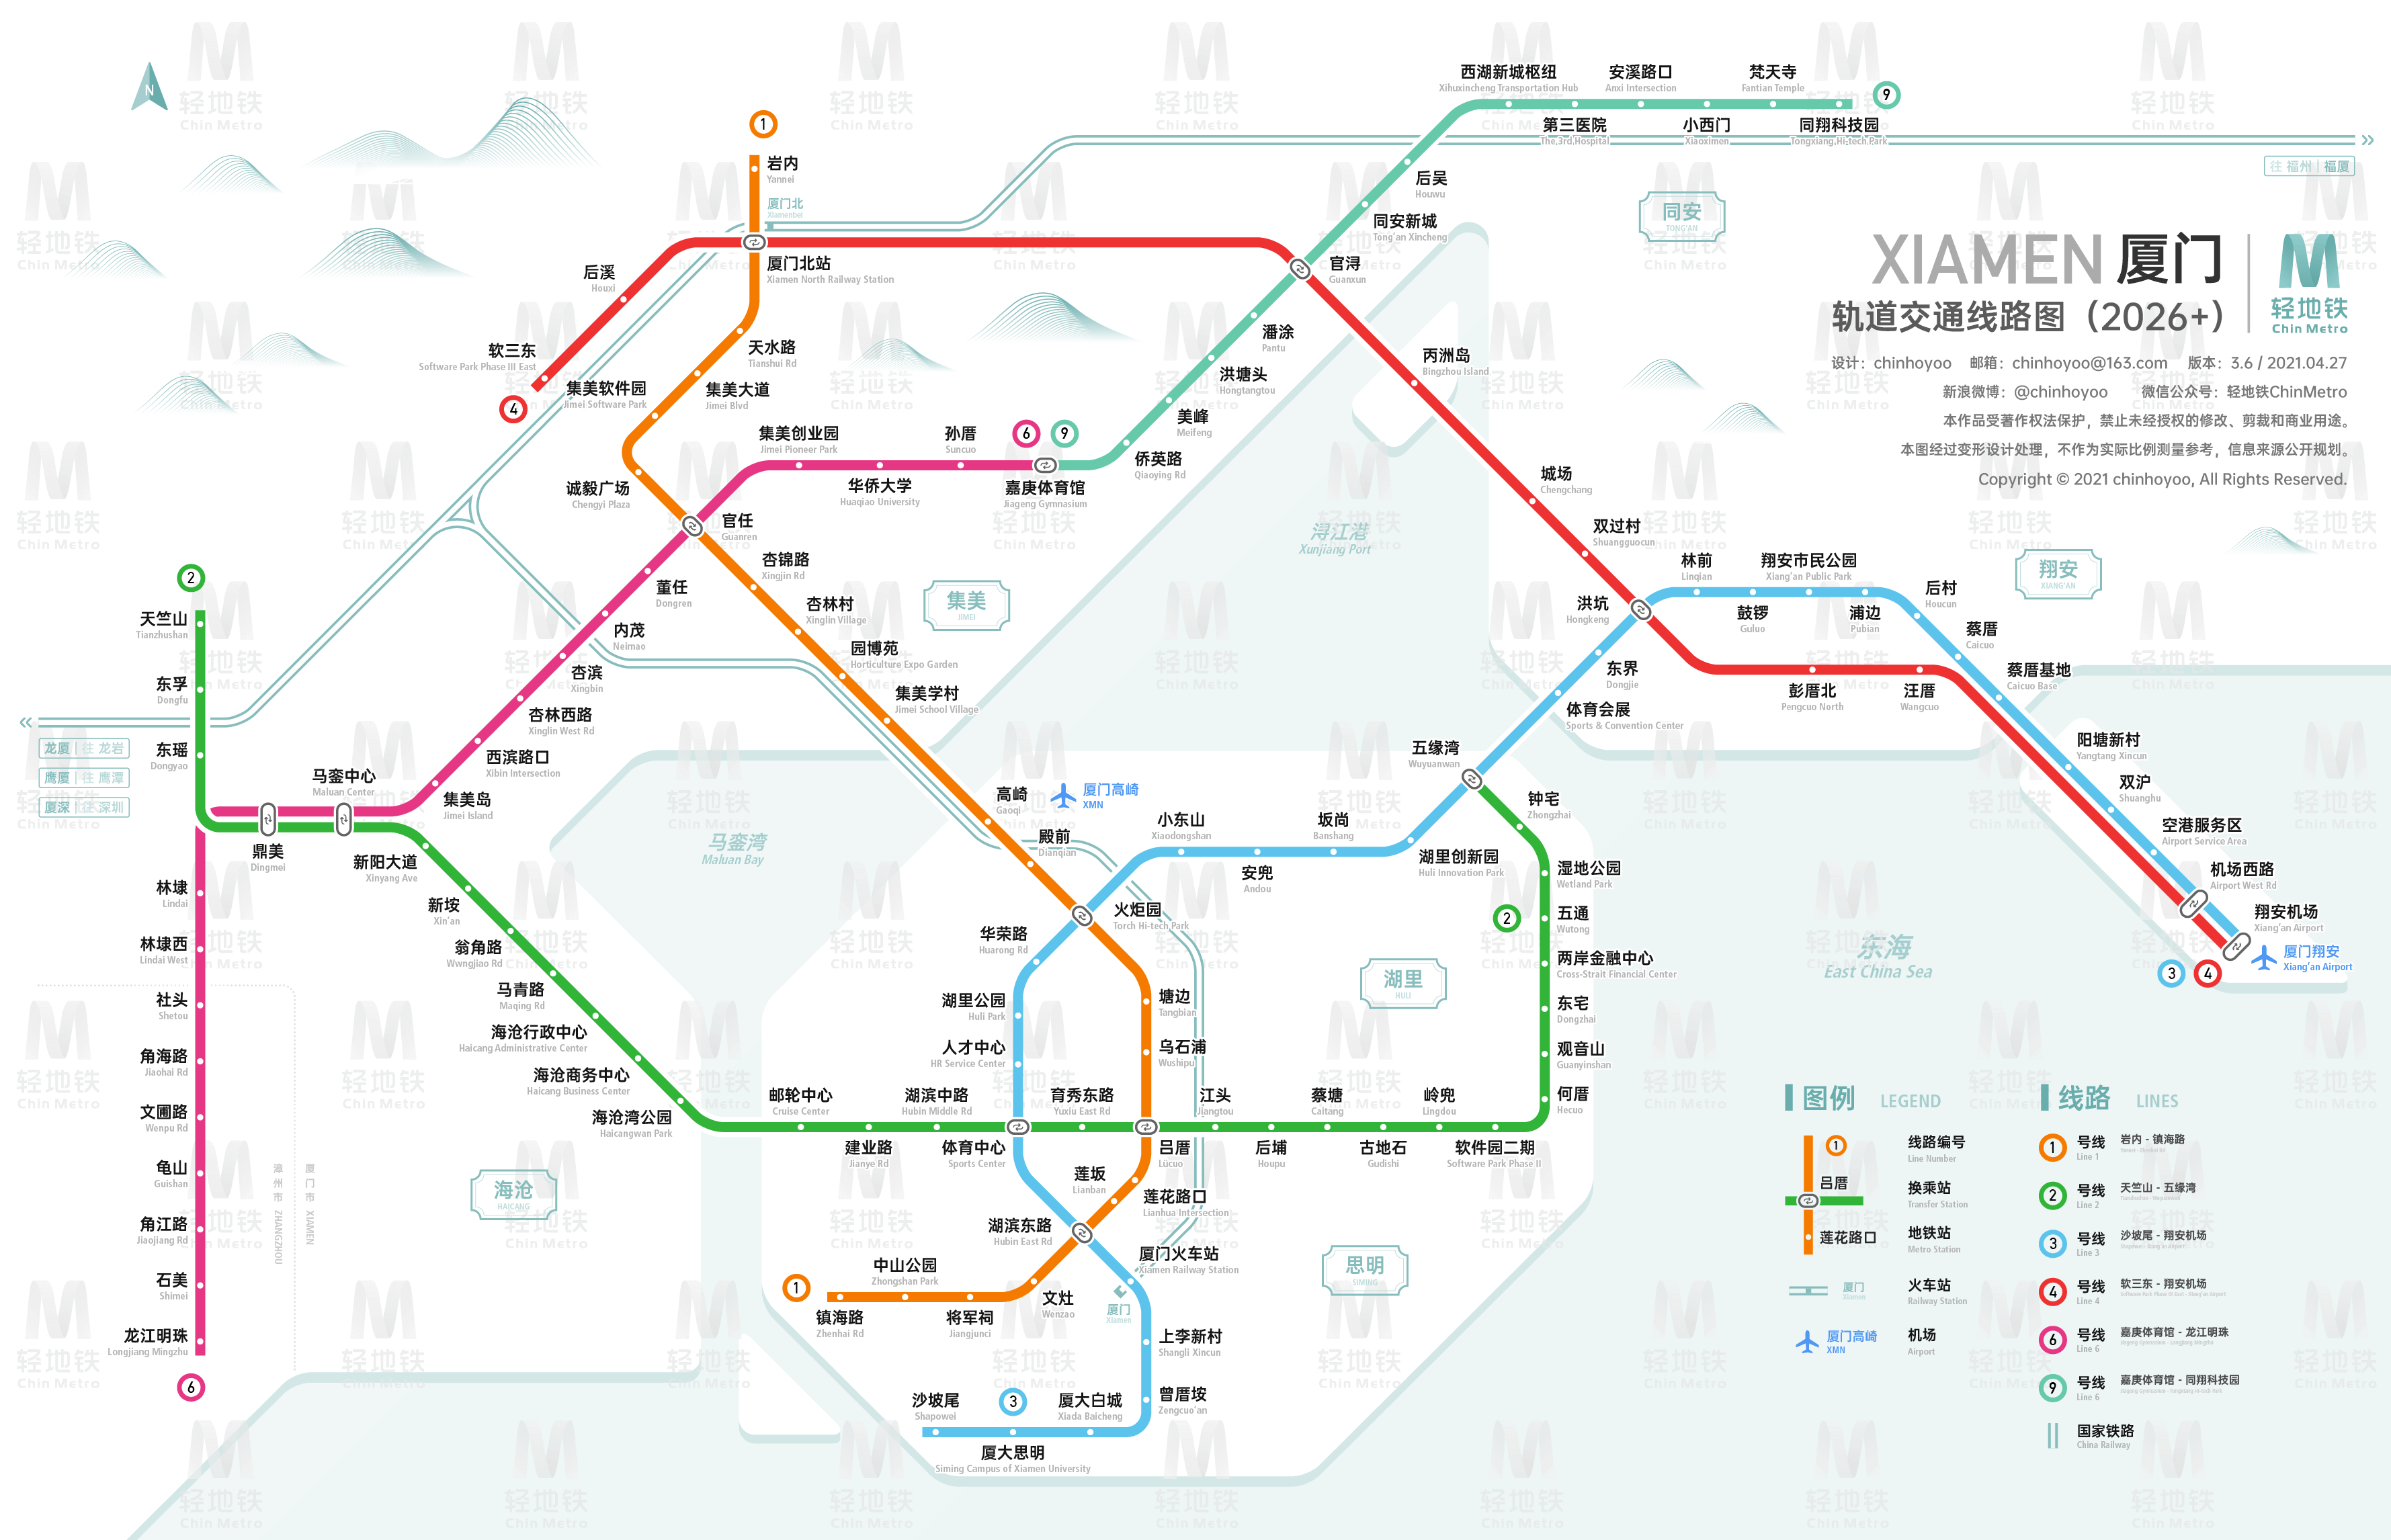 N
1
岩内
Yannei
厦门北
Xiamenbei
厦门北站
Xiamen North Railway Station
后溪
Houxi
软三东
Software Park Phase III East
4
天水路
Tianshui Rd
集美大道
Jimei Blvd
集美软件园
Jimei Software Park
诚毅广场
Chengyi Plaza
官任
Guanren
集美创业园
Jimei Pioneer Park
华侨大学
Huaqiao University
孙厝
Suncuo
6
9
嘉庚体育馆
Jiageng Gymnasium
侨英路
Qiaoying Rd
美峰
Meifeng
洪塘头
Hongtangtou
潘涂
Pantu
官浔
Guanxun
同安新城
Tong'an Xincheng
后吴
Houwu
西湖新城枢纽
Xihuxincheng Transportation Hub
第三医院
The 3rd Hospital
安溪路口
Anxi Intersection
小西门
Xiaoximen
梵天寺
Fantian Temple
同翔科技园
Tongxiang Hi-tech Park
9
往 福州 | 福厦
同安
TONG'AN
XIAMEN 厦门
轨道交通线路图（2026+）
轻地铁
Chin Metro
设计：chinhoyoo 邮箱：chinhoyoo@163.com 版本：3.6 / 2021.04.27
新浪微博：@chinhoyoo 微信公众号：轻地铁ChinMetro
本作品受著作权法保护，禁止未经授权的修改、剪裁和商业用途。
本图经过变形设计处理，不作为实际比例测量参考，信息来源公开规划。
Copyright © 2021 chinhoyoo, All Rights Reserved.
丙洲岛
Bingzhou Island
城场
Chengchang
双过村
Shuangguocun
洪坑
Hongkeng
林前
Linqian
鼓锣
Guluo
翔安市民公园
Xiang'an Public Park
浦边
Pubian
后村
Houcun
蔡厝
Caicuo
蔡厝基地
Caicuo Base
翔安
XIANG'AN
彭厝北
Pengcuo North
汪厝
Wangcuo
阳塘新村
Yangtang Xincun
双沪
Shuanghu
空港服务区
Airport Service Area
机场西路
Airport West Rd
翔安机场
Xiang'an Airport
厦门翔安
Xiang'an Airport
3
4
东界
Dongjie
体育会展
Sports & Convention Center
五缘湾
Wuyuanwan
浔江港
Xunjiang Port
东海
East China Sea
2
天竺山
Tianzhushan
东孚
Dongfu
东瑶
Dongyao
龙厦 | 往 龙岩
鹰厦 | 往 鹰潭
厦深 | 往 深圳
董任
Dongren
内茂
Neimao
杏滨
Xingbin
杏林西路
Xinglin West Rd
西滨路口
Xibin Intersection
集美岛
Jimei Island
马銮中心
Maluan Center
鼎美
Dingmei
新阳大道
Xinyang Ave
新垵
Xin'an
翁角路
Wwngjiao Rd
马青路
Maqing Rd
海沧行政中心
Haicang Administrative Center
海沧商务中心
Haicang Business Center
海沧湾公园
Haicangwan Park
海沧
HAICANG
林埭
Lindai
林埭西
Lindai West
社头
Shetou
角海路
Jiaohai Rd
文圃路
Wenpu Rd
龟山
Guishan
角江路
Jiaojiang Rd
石美
Shimei
龙江明珠
Longjiang Mingzhu
6
漳州市 ZHANGZHOU
厦门市 XIAMEN
杏锦路
Xingjin Rd
杏林村
Xinglin Village
园博苑
Horticulture Expo Garden
集美学村
Jimei School Village
集美
JIMEI
马銮湾
Maluan Bay
高崎
Gaoqi
厦门高崎
XMN
殿前
Dianqian
火炬园
Torch Hi-tech Park
小东山
Xiaodongshan
安兜
Andou
坂尚
Banshang
湖里创新园
Huli Innovation Park
钟宅
Zhongzhai
湿地公园
Wetland Park
五通
Wutong
两岸金融中心
Cross-Strait Financial Center
东宅
Dongzhai
观音山
Guanyinshan
何厝
Hecuo
2
湖里
HULI
华荣路
Huarong Rd
湖里公园
Huli Park
人才中心
HR Service Center
塘边
Tangbian
乌石浦
Wushipu
邮轮中心
Cruise Center
建业路
Jianye Rd
湖滨中路
Hubin Middle Rd
体育中心
Sports Center
育秀东路
Yuxiu East Rd
吕厝
Lücuo
江头
Jiangtou
后埔
Houpu
蔡塘
Caitang
古地石
Gudishi
岭兜
Lingdou
软件园二期
Software Park Phase II
莲坂
Lianban
莲花路口
Lianhua Intersection
湖滨东路
Hubin East Rd
厦门火车站
Xiamen Railway Station
厦门
Xiamen
思明
SIMING
1
镇海路
Zhenhai Rd
中山公园
Zhongshan Park
将军祠
Jiangjunci
文灶
Wenzao
上李新村
Shangli Xincun
曾厝垵
Zengcuo'an
沙坡尾
Shapowei
3
厦大白城
Xiada Baicheng
厦大思明
Siming Campus of Xiamen University
图例 LEGEND
1
线路编号
Line Number
吕厝
换乘站
Transfer Station
莲花路口
地铁站
Metro Station
厦门
Xiamen
火车站
Railway Station
厦门高崎
XMN
机场
Airport
线路 LINES
1 号线 岩内 - 镇海路
Line 1
2 号线 天竺山 - 五缘湾
Line 2
3 号线 沙坡尾 - 翔安机场
Line 3
4 号线 软三东 - 翔安机场
Line 4
6 号线 嘉庚体育馆 - 龙江明珠
Line 6
9 号线 嘉庚体育馆 - 同翔科技园
Line 6
国家铁路
China Railway